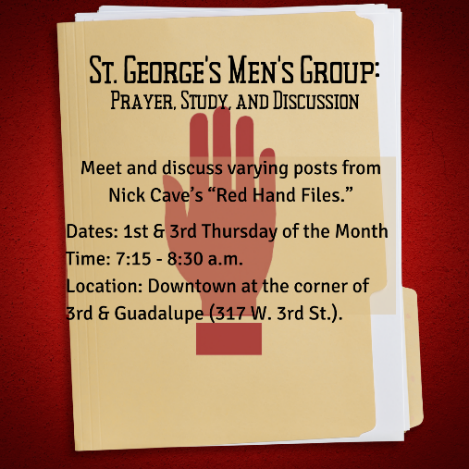 St. George's Men's Group:
Prayer, Study, and Discussion
Meet and discuss varying posts from
Nick Cave's “Red Hand Files.”
Dates: 1st & 3rd Thursday of the Month
Time: 7:15 - 8:30 a.m.
Location: Downtown at the corner of
3rd & Guadalupe (317 W. 3rd St.).